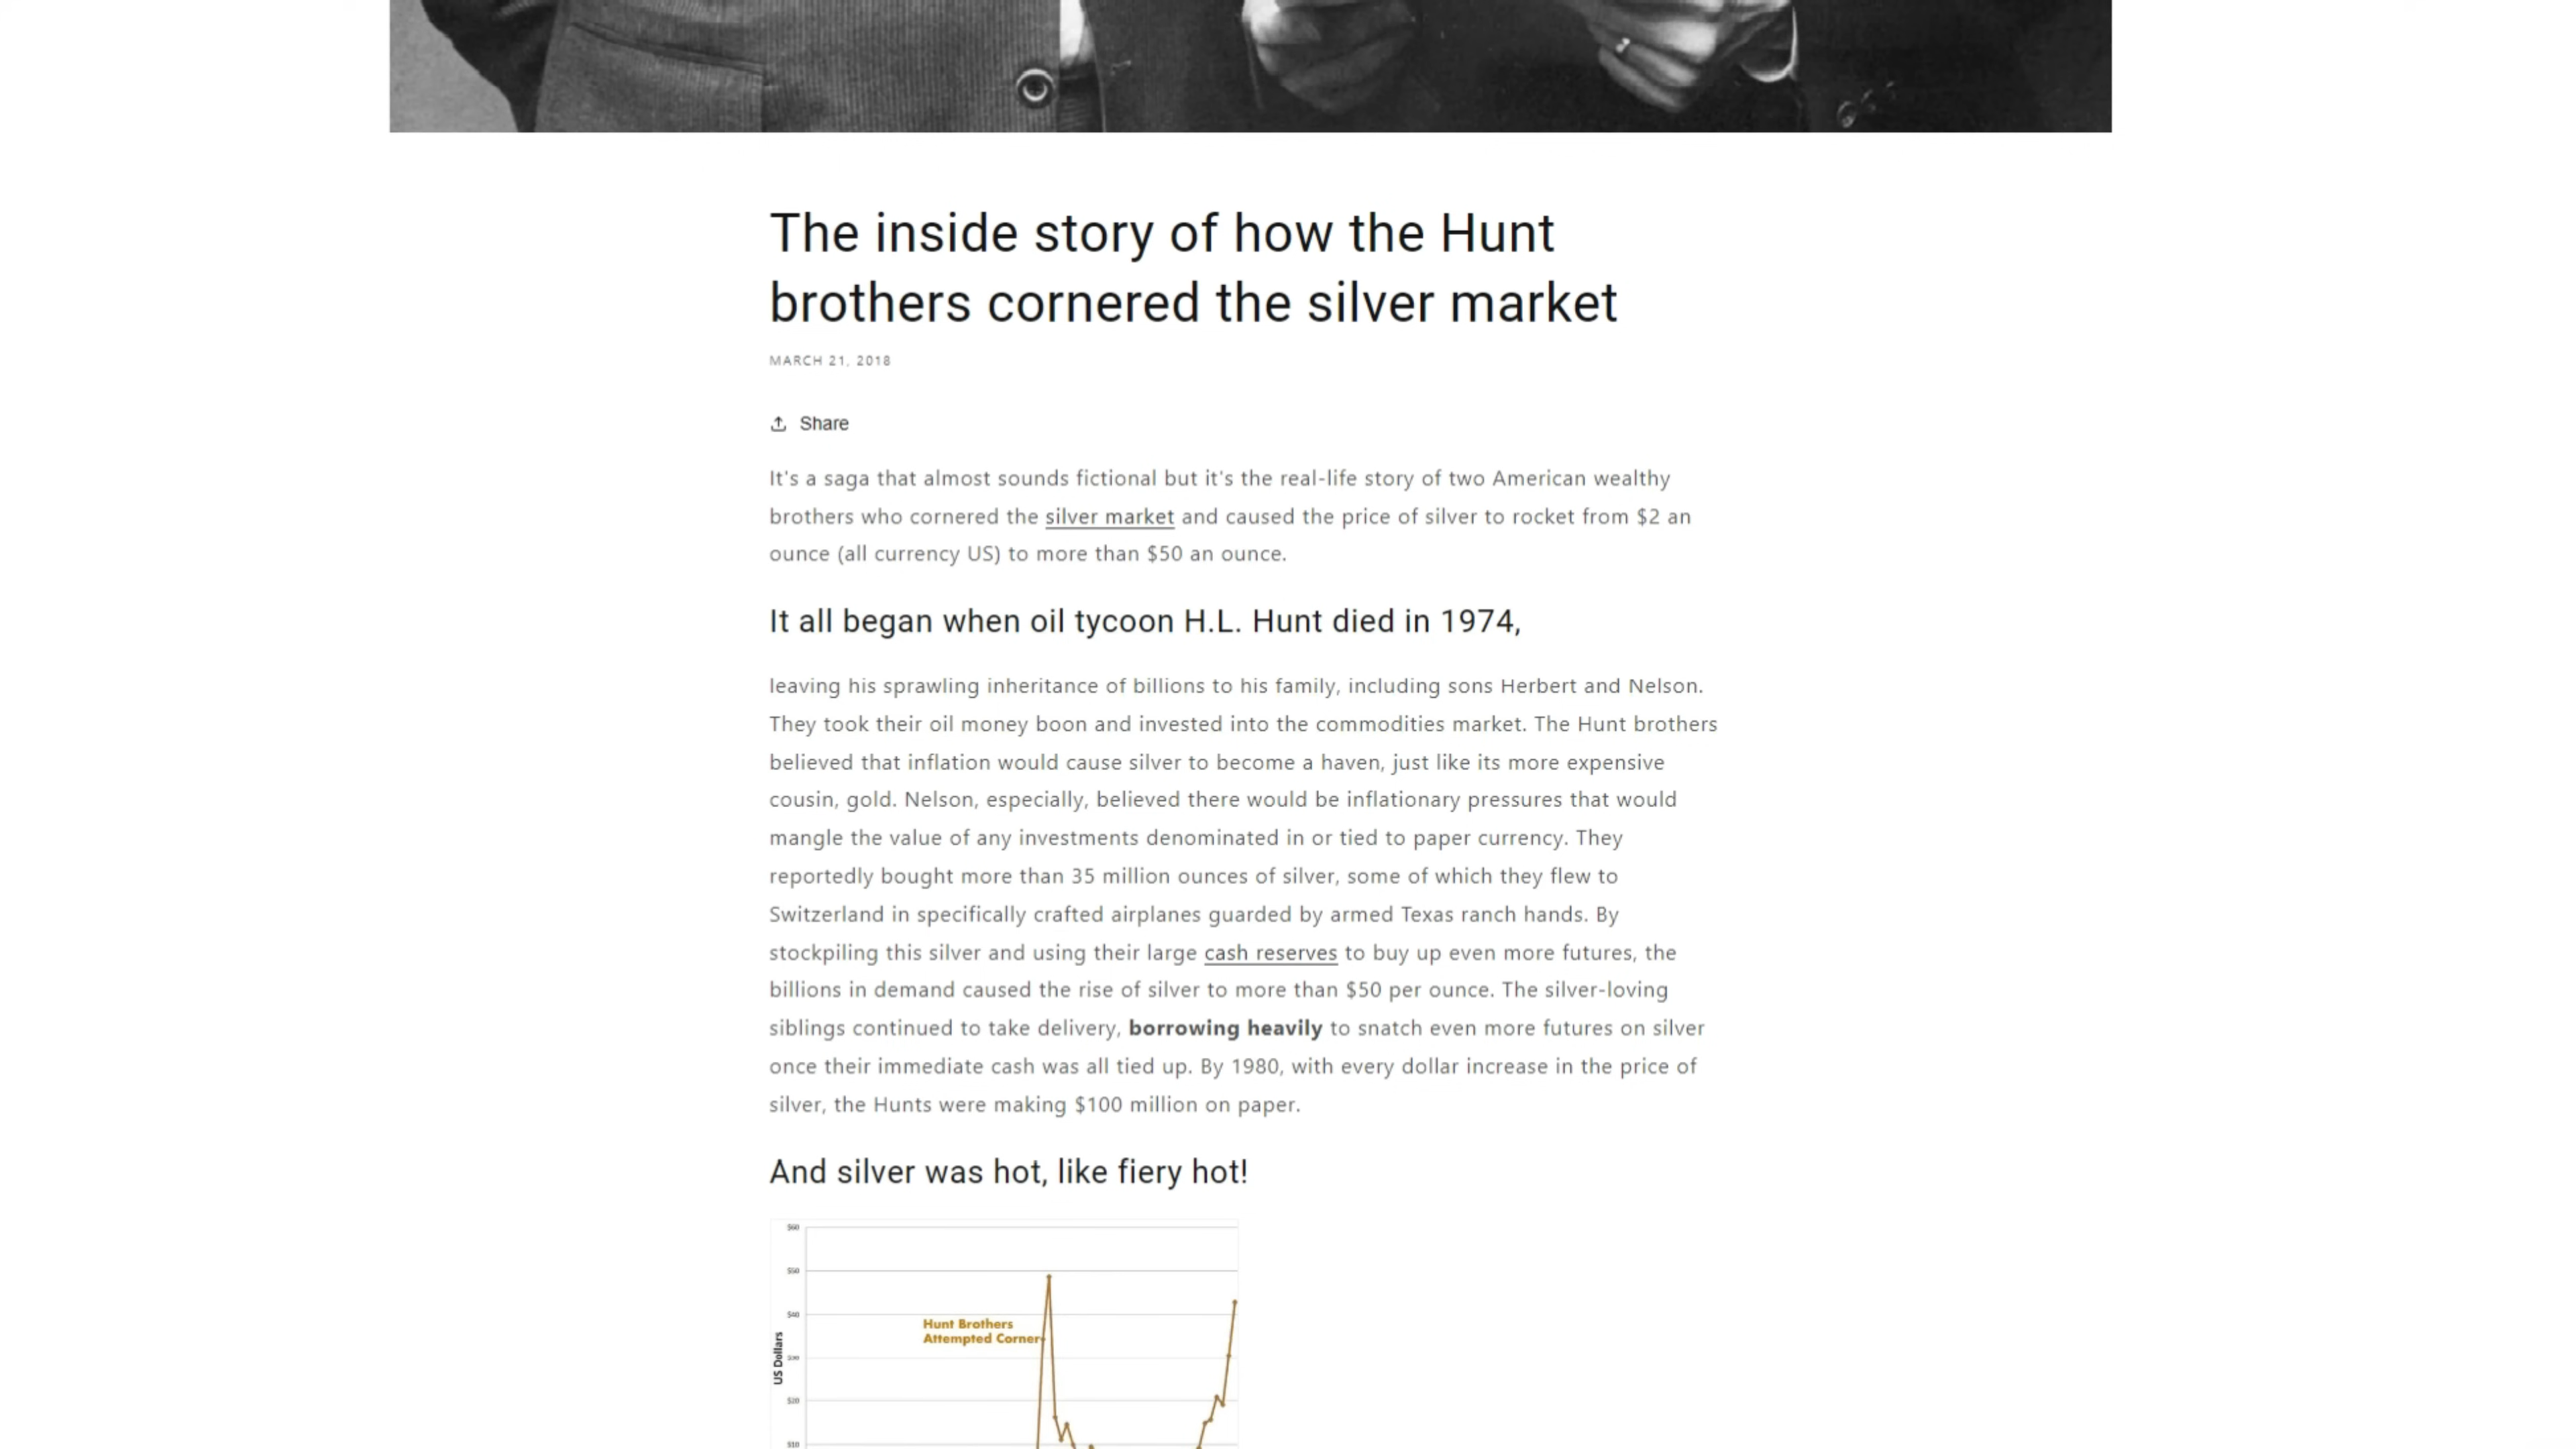 The inside story of how the Hunt
brothers cornered the silver market
MARCH 21, 2018
Share
It's a saga that almost sounds fictional but it's the real-life story of two American wealthy
brothers who cornered the silver market and caused the price of silver to rocket from $2 an
ounce (all currency US) to more than $50 an ounce.
It all began when oil tycoon H.L. Hunt died in 1974,
leaving his sprawling inheritance of billions to his family, including sons Herbert and Nelson.
They took their oil money boon and invested into the commodities market. The Hunt brothers
believed that inflation would cause silver to become a haven, just like its more expensive
cousin, gold. Nelson, especially, believed there would be inflationary pressures that would
mangle the value of any investments denominated in or tied to paper currency. They
reportedly bought more than 35 million ounces of silver, some of which they flew to
Switzerland in specifically crafted airplanes guarded by armed Texas ranch hands. By
stockpiling this silver and using their large cash reserves to buy up even more futures, the
billions in demand caused the rise of silver to more than $50 per ounce. The silver-loving
siblings continued to take delivery, borrowing heavily to snatch even more futures on silver
once their immediate cash was all tied up. By 1980, with every dollar increase in the price of
silver, the Hunts were making $100 million on paper.
And silver was hot, like fiery hot!
$60
$50
$40
Hunt Brothers
Attempted Corner
US Dollars
$30
$20
$10